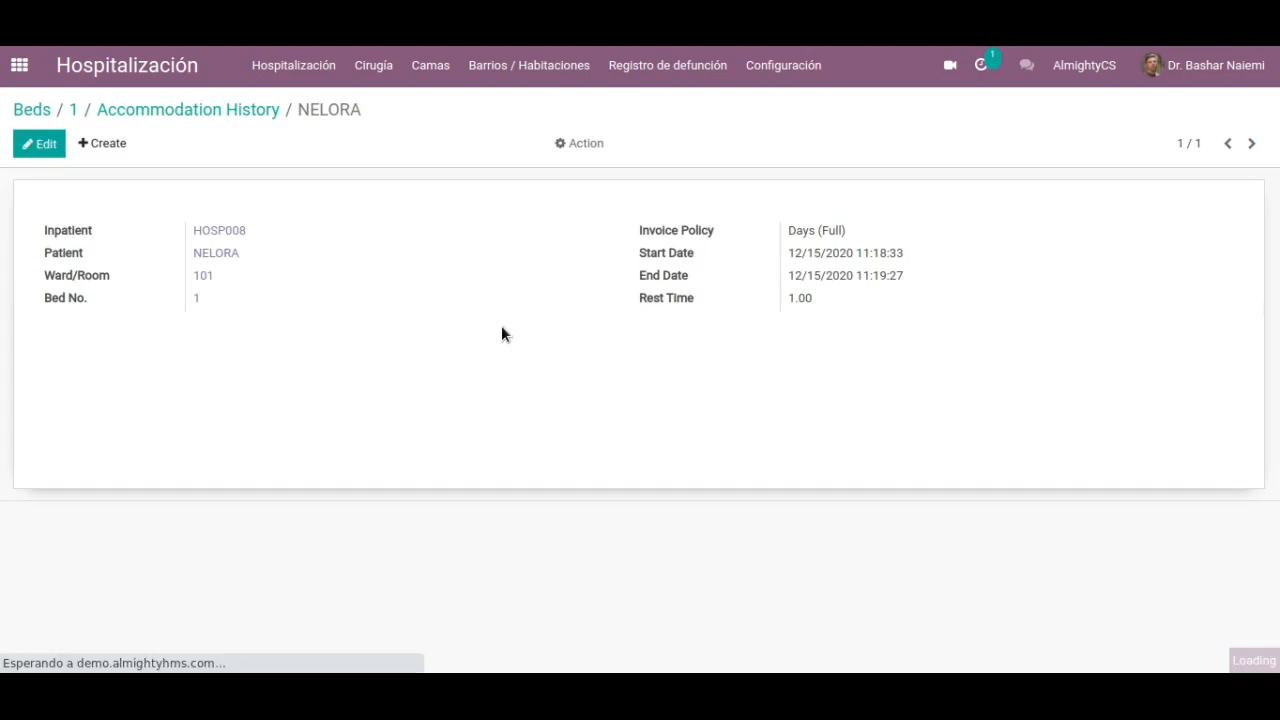 Hospitalización Hospitalización Cirugía Camas Barrios / Habitaciones Registro de defunción Configuración 1 AlmightyCS Dr. Bashar Naiemi
Beds / 1 / Accommodation History / NELORA
Edit Create Action 1 / 1
Inpatient HOSP008 Invoice Policy Days (Full)
Patient NELORA Start Date 12/15/2020 11:18:33
Ward/Room 101 End Date 12/15/2020 11:19:27
Bed No. 1 Rest Time 1.00
Esperando a demo.almightyhms.com... Loading